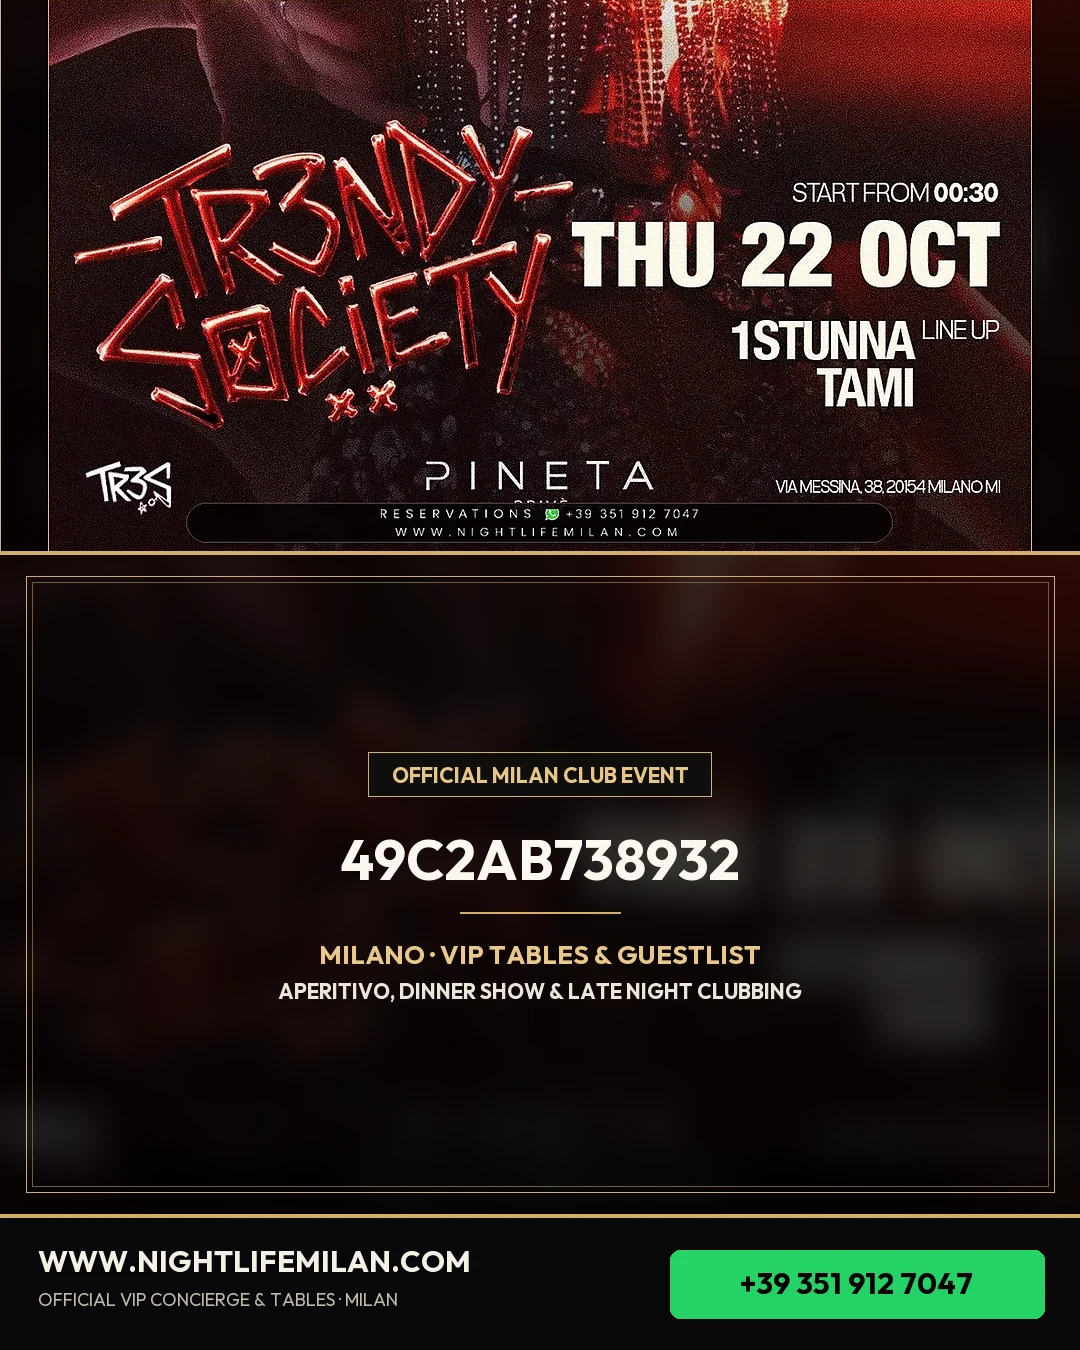 -TR3NDY-
SOCIETY
XX
START FROM 00:30
THU 22 OCT
1STUNNA LINE UP
TAMI
TR3S
PINETA
VIA MESSINA, 38, 20154 MILANO MI
RESERVATIONS +39 351 912 7047
WWW.NIGHTLIFEMILAN.COM
OFFICIAL MILAN CLUB EVENT
49C2AB738932
MILANO · VIP TABLES & GUESTLIST
APERITIVO, DINNER SHOW & LATE NIGHT CLUBBING
WWW.NIGHTLIFEMILAN.COM
OFFICIAL VIP CONCIERGE & TABLES · MILAN
+39 351 912 7047